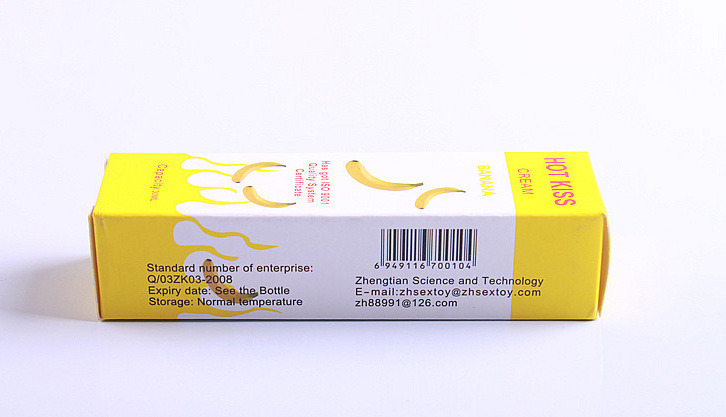 HOT KISS
CREAM
BANANA
Has got ISO 9001
Quality System
Certificate
Capacity:
6 949116 700104
Zhengtian Science and Technology
E-mail:zhsextoy@zhsextoy.com
zh88991@126.com
Standard number of enterprise:
Q/03ZK03-2008
Expiry date: See the Bottle
Storage: Normal temperature